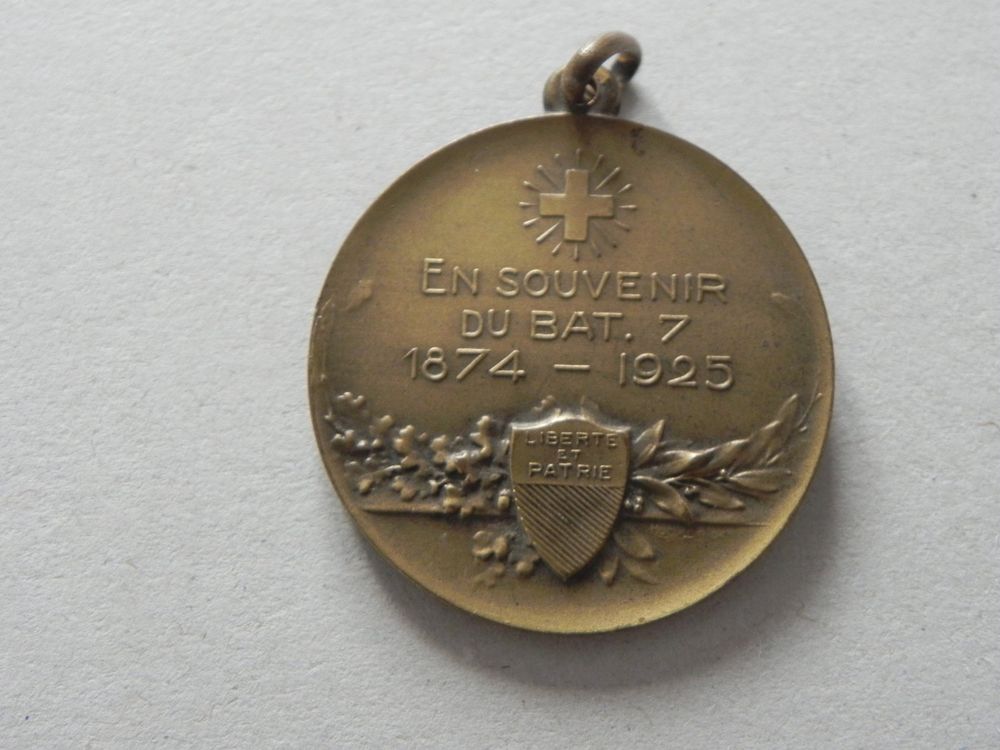 EN SOUVENIR
DU BAT. 7
1874 – 1925
LIBERTE
ET
PATRIE